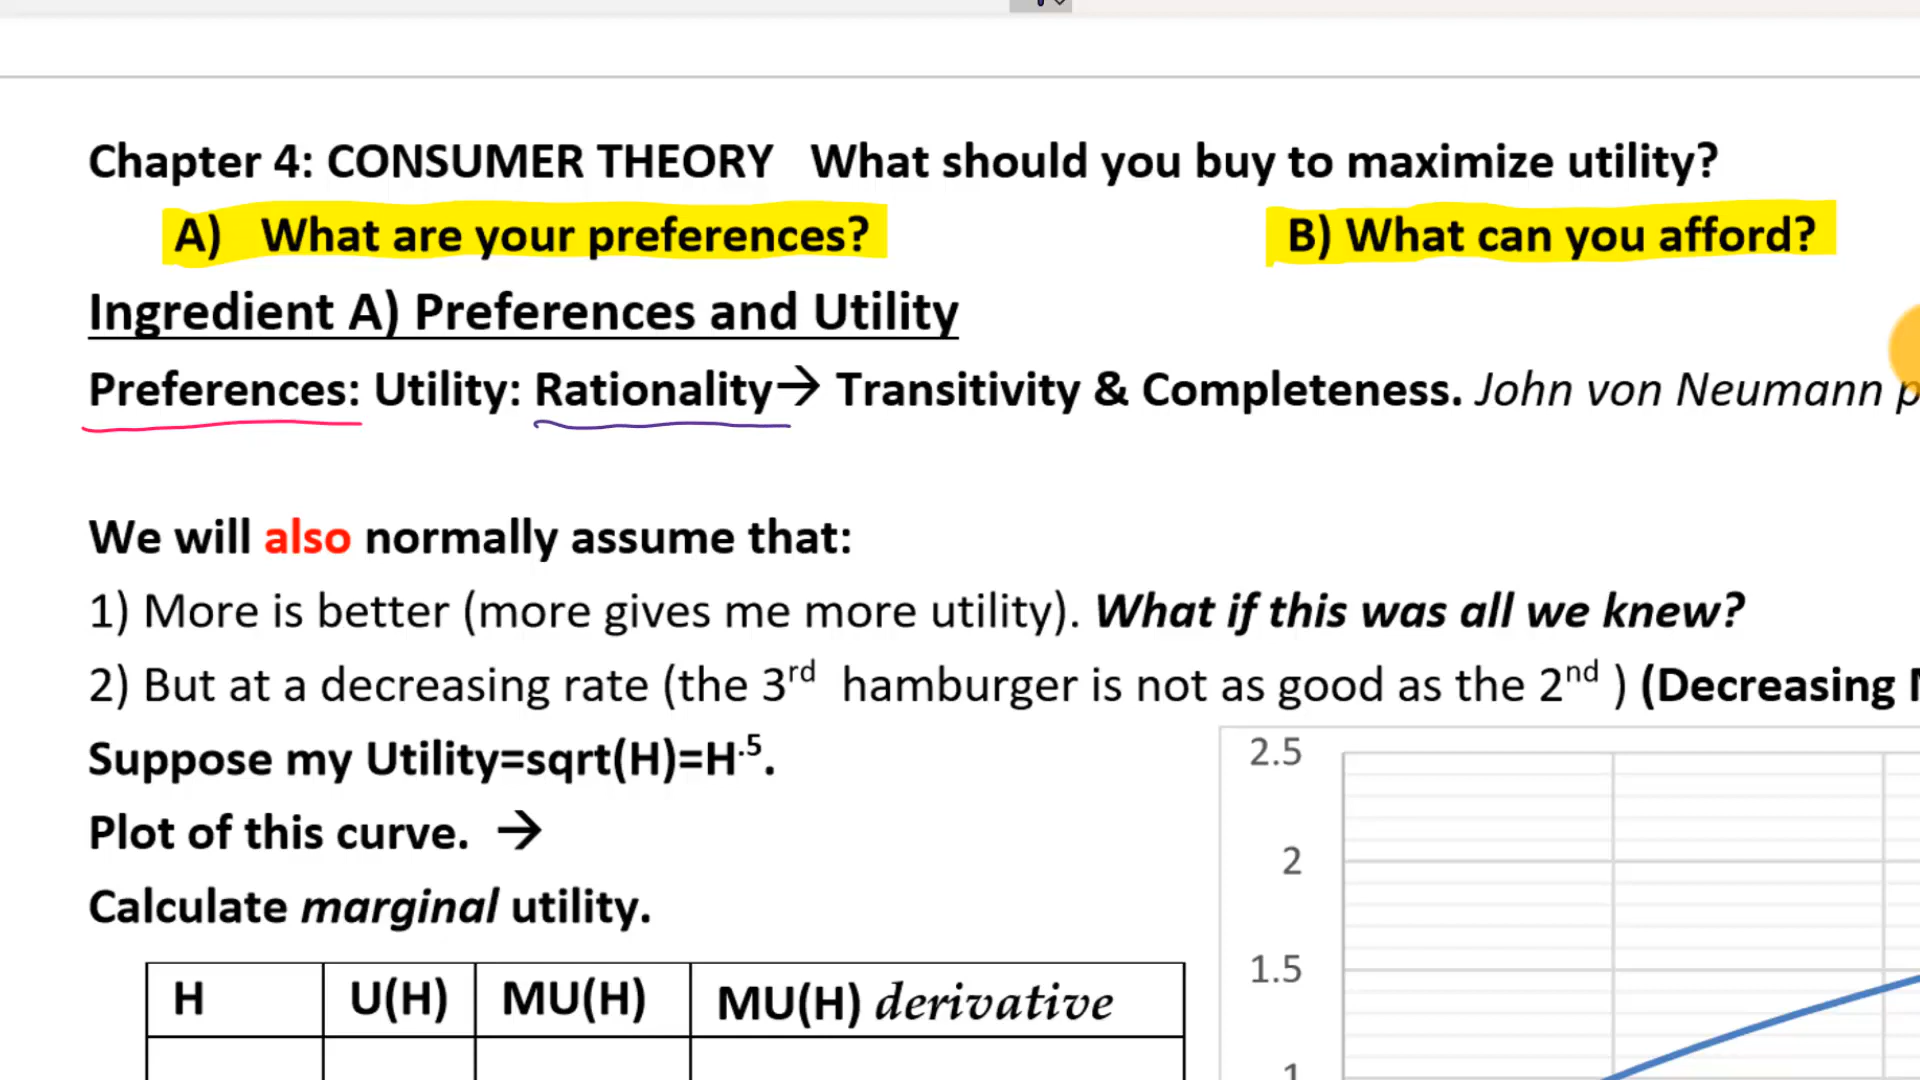 Chapter 4: CONSUMER THEORY What should you buy to maximize utility?
A) What are your preferences? B) What can you afford?
Ingredient A) Preferences and Utility
Preferences: Utility: Rationality→ Transitivity & Completeness. John von Neumann p
We will also normally assume that:
1) More is better (more gives me more utility). What if this was all we knew?
2) But at a decreasing rate (the 3rd hamburger is not as good as the 2nd ) (Decreasing
Suppose my Utility=sqrt(H)=H.5.
Plot of this curve. →
Calculate marginal utility.
H U(H) MU(H) MU(H) derivative
2.5
2
1.5
1